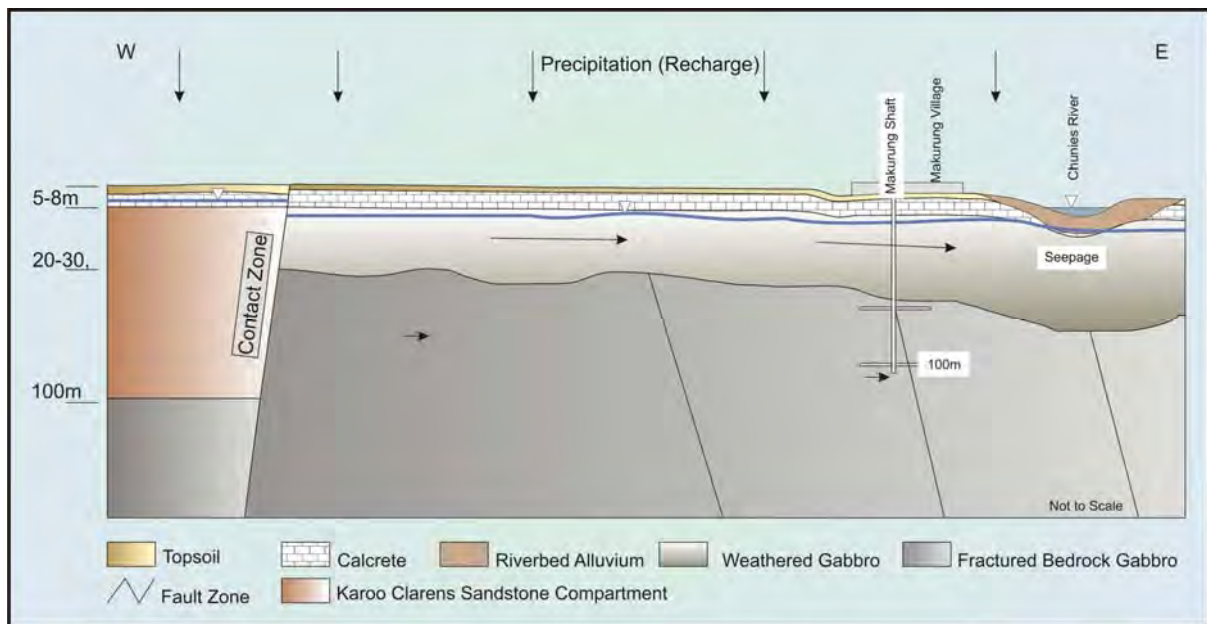 W
E
Precipitation (Recharge)
Makurung Shaft
Makurung Village
Chunies River
5-8m
20-30,
100m
Contact Zone
Seepage
100m
Not to Scale
Topsoil
Calcrete
Riverbed Alluvium
Weathered Gabbro
Fractured Bedrock Gabbro
Fault Zone
Karoo Clarens Sandstone Compartment